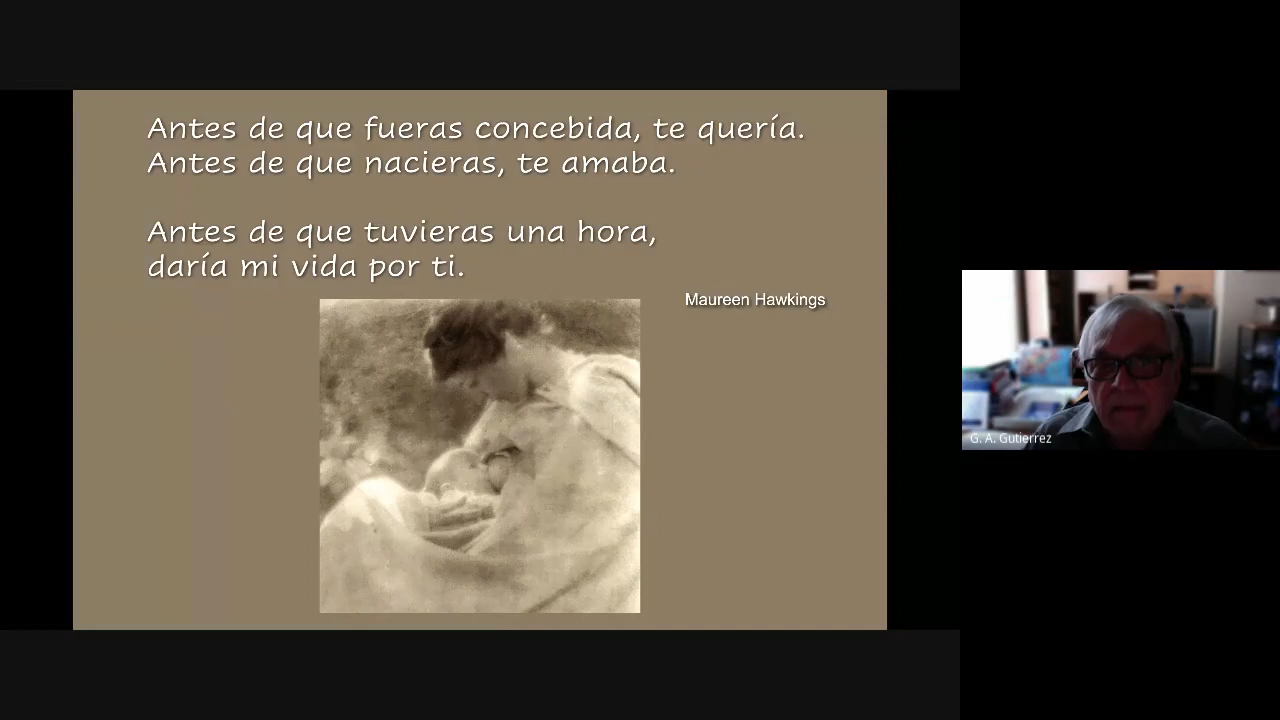 Antes de que fueras concebida, te quería.
Antes de que nacieras, te amaba.
Antes de que tuvieras una hora,
daría mi vida por ti.
Maureen Hawkings
G. A. Gutierrez